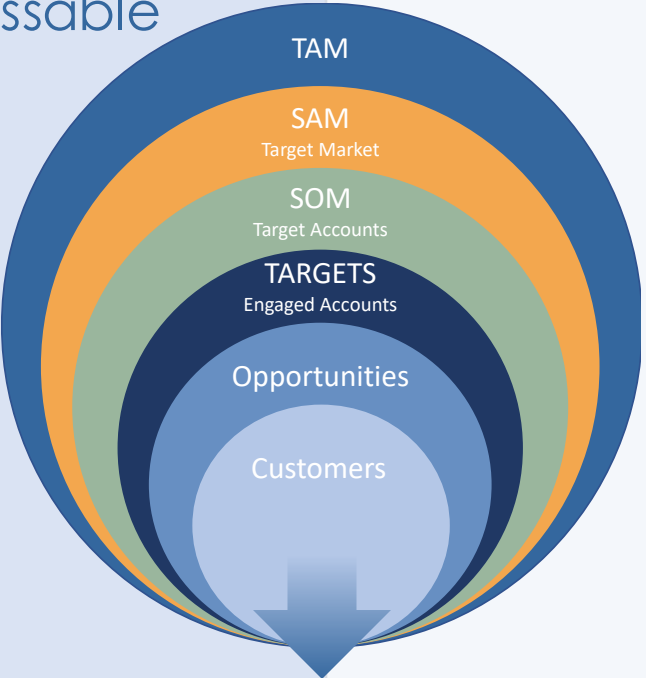 ssable
TAM
SAM
Target Market
SOM
Target Accounts
TARGETS
Engaged Accounts
Opportunities
Customers